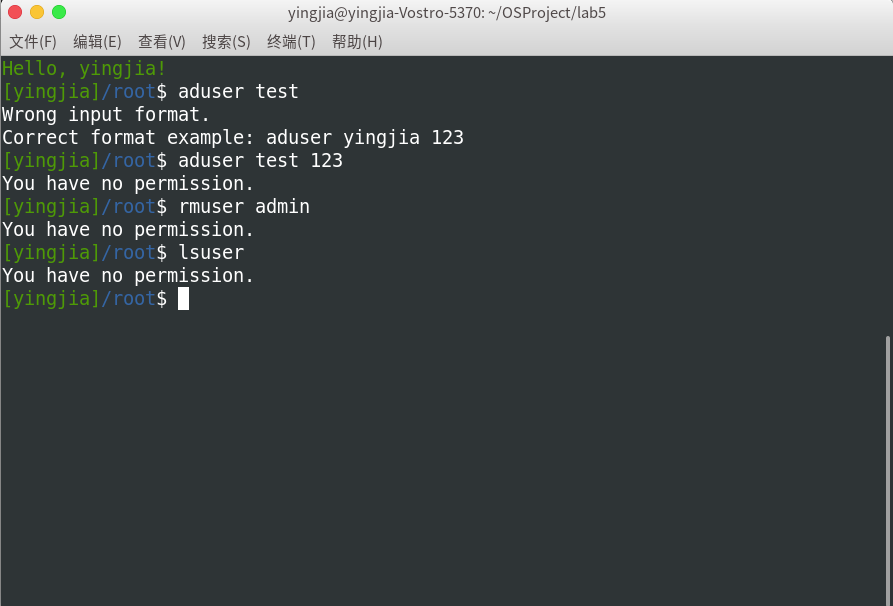 yingjia@yingjia-Vostro-5370: ~/OSProject/lab5
文件(F) 编辑(E) 查看(V) 搜索(S) 终端(T) 帮助(H)
Hello, yingjia!
[yingjia]/root$ aduser test
Wrong input format.
Correct format example: aduser yingjia 123
[yingjia]/root$ aduser test 123
You have no permission.
[yingjia]/root$ rmuser admin
You have no permission.
[yingjia]/root$ lsuser
You have no permission.
[yingjia]/root$